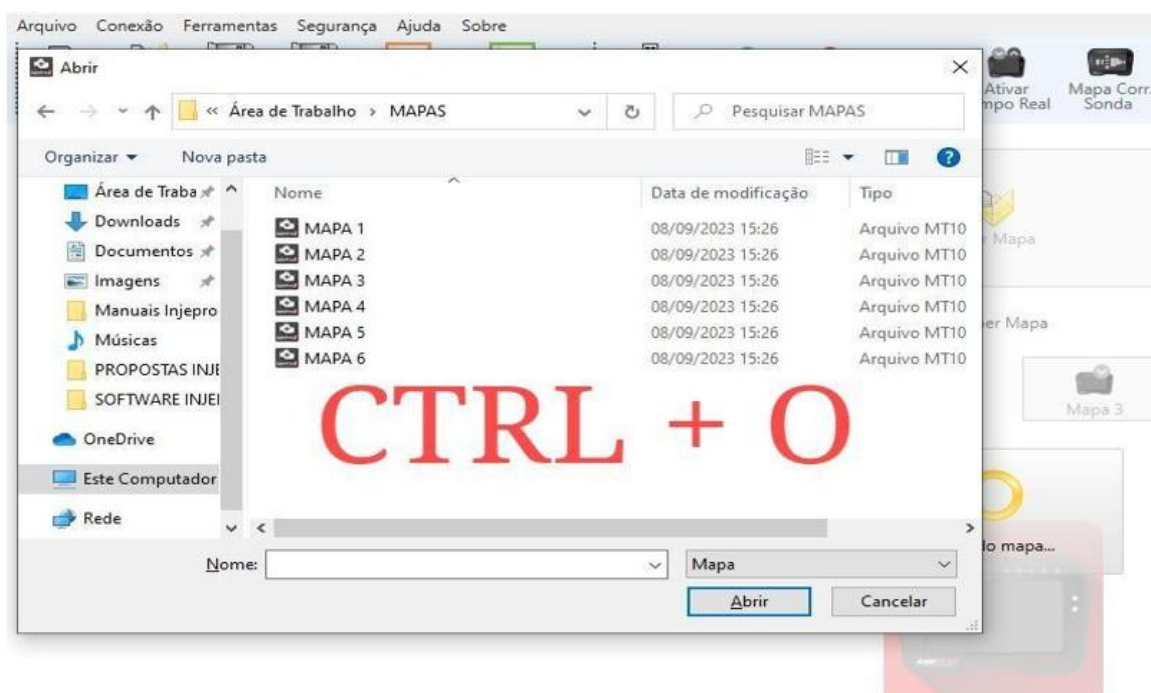 Arquivo Conexão Ferramentas Segurança Ajuda Sobre
Abrir
Ativar
mpo Real
Mapa Corr.
Sonda
« Área de Trabalho › MAPAS
Pesquisar MAPAS
Organizar
Nova pasta
Nome
Data de modificação
Tipo
Área de Traba
Downloads
Documentos
Imagens
Manuais Injepro
Músicas
PROPOSTAS INJE
SOFTWARE INJEI
OneDrive
Este Computador
Rede
MAPA 1 08/09/2023 15:26 Arquivo MT10
MAPA 2 08/09/2023 15:26 Arquivo MT10
MAPA 3 08/09/2023 15:26 Arquivo MT10
MAPA 4 08/09/2023 15:26 Arquivo MT10
MAPA 5 08/09/2023 15:26 Arquivo MT10
MAPA 6 08/09/2023 15:26 Arquivo MT10
CTRL + O
Mapa
er Mapa
Mapa 3
do mapa...
Nome:
Mapa
Abrir
Cancelar